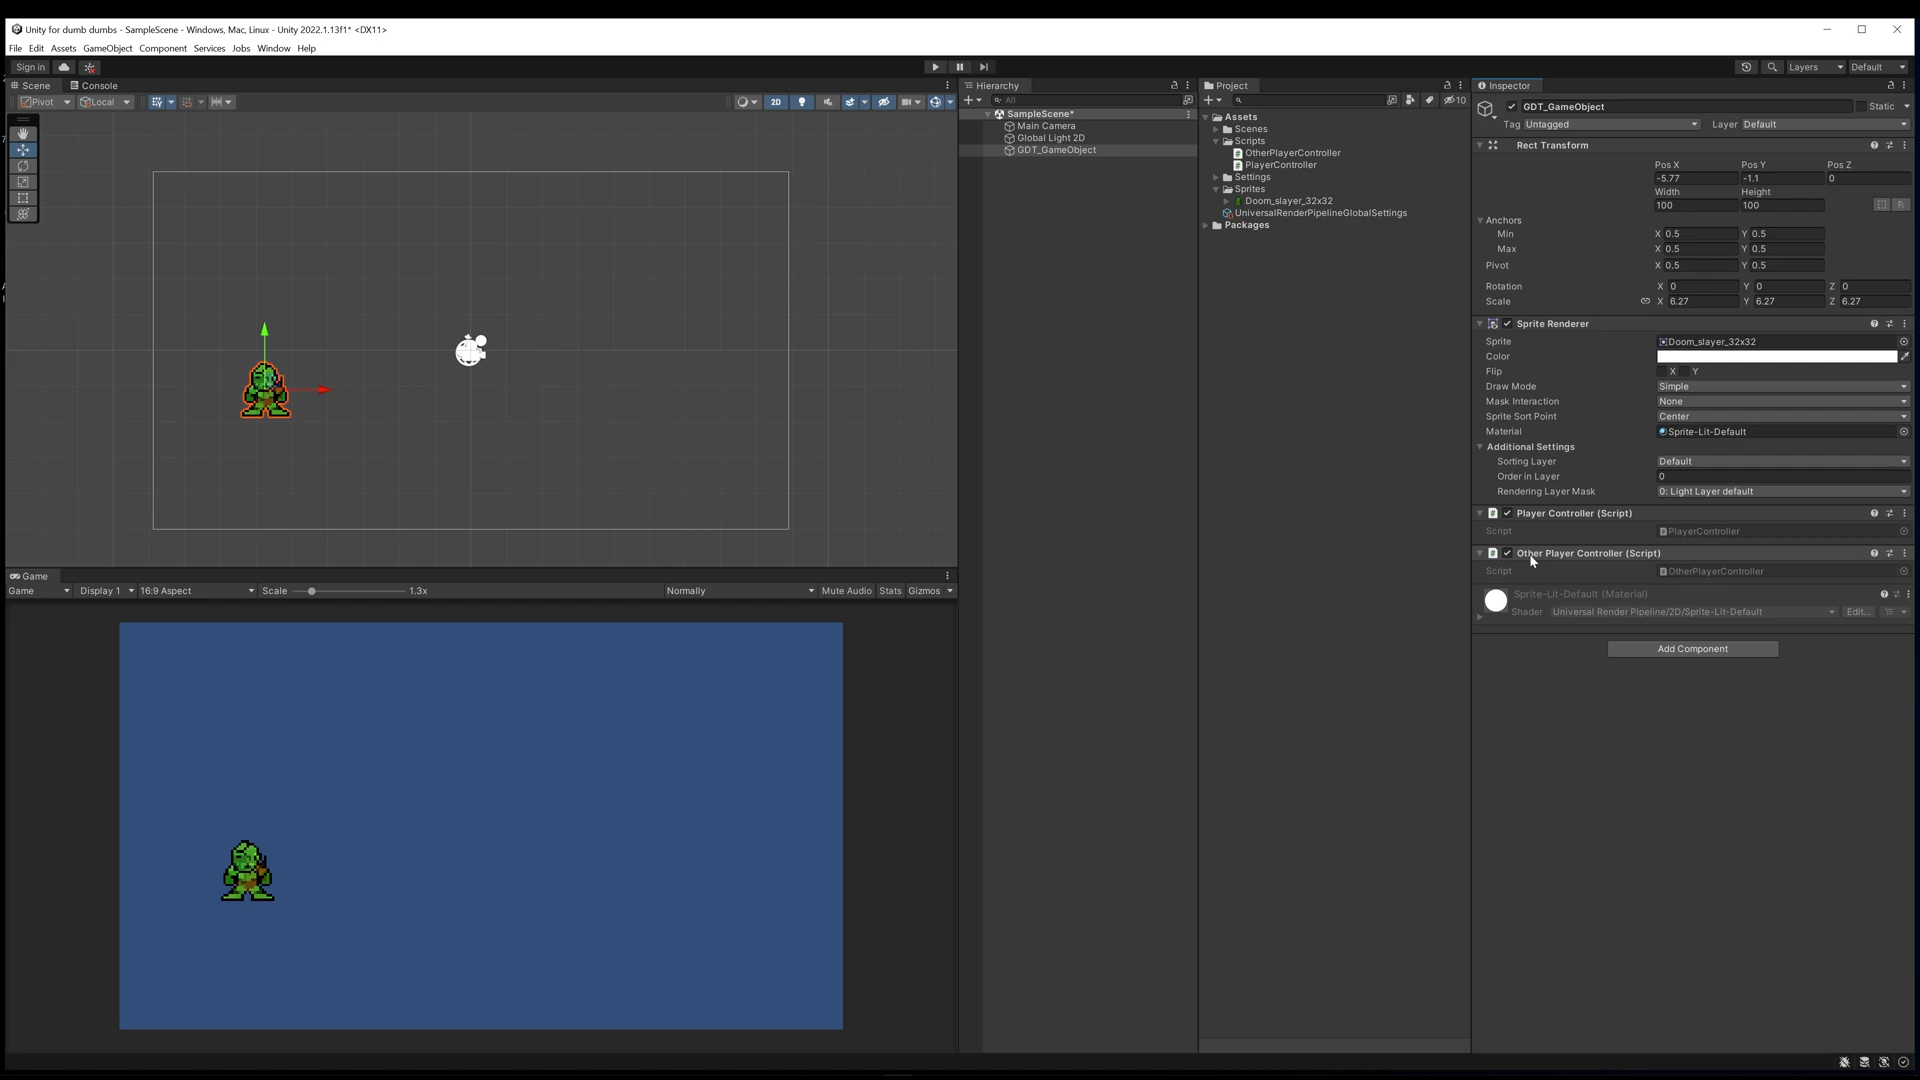 Unity for dumb dumbs - SampleScene - Windows, Mac, Linux - Unity 2022.1.13f1* <DX11>
File Edit Assets GameObject Component Services Jobs Window Help
Sign in
Layers
Default
Scene
Console
Pivot
Local
2D
Hierarchy
All
SampleScene*
Main Camera
Global Light 2D
GDT_GameObject
Project
10
Assets
Scenes
Scripts
OtherPlayerController
PlayerController
Settings
Sprites
Doom_slayer_32x32
UniversalRenderPipelineGlobalSettings
Packages
Inspector
GDT_GameObject
Static
Tag Untagged
Layer Default
Rect Transform
Pos X Pos Y Pos Z
-5.77 -1.1 0
Width Height
100 100
R
Anchors
Min X 0.5 Y 0.5
Max X 0.5 Y 0.5
Pivot X 0.5 Y 0.5
Rotation X 0 Y 0 Z 0
Scale X 6.27 Y 6.27 Z 6.27
Sprite Renderer
Sprite Doom_slayer_32x32
Color
Flip X Y
Draw Mode Simple
Mask Interaction None
Sprite Sort Point Center
Material Sprite-Lit-Default
Additional Settings
Sorting Layer Default
Order in Layer 0
Rendering Layer Mask 0: Light Layer default
# Player Controller (Script)
Script PlayerController
# Other Player Controller (Script)
Script OtherPlayerController
Sprite-Lit-Default (Material)
Shader Universal Render Pipeline/2D/Sprite-Lit-Default Edit...
Add Component
Game
Game Display 1 16:9 Aspect Scale 1.3x Normally Mute Audio Stats Gizmos